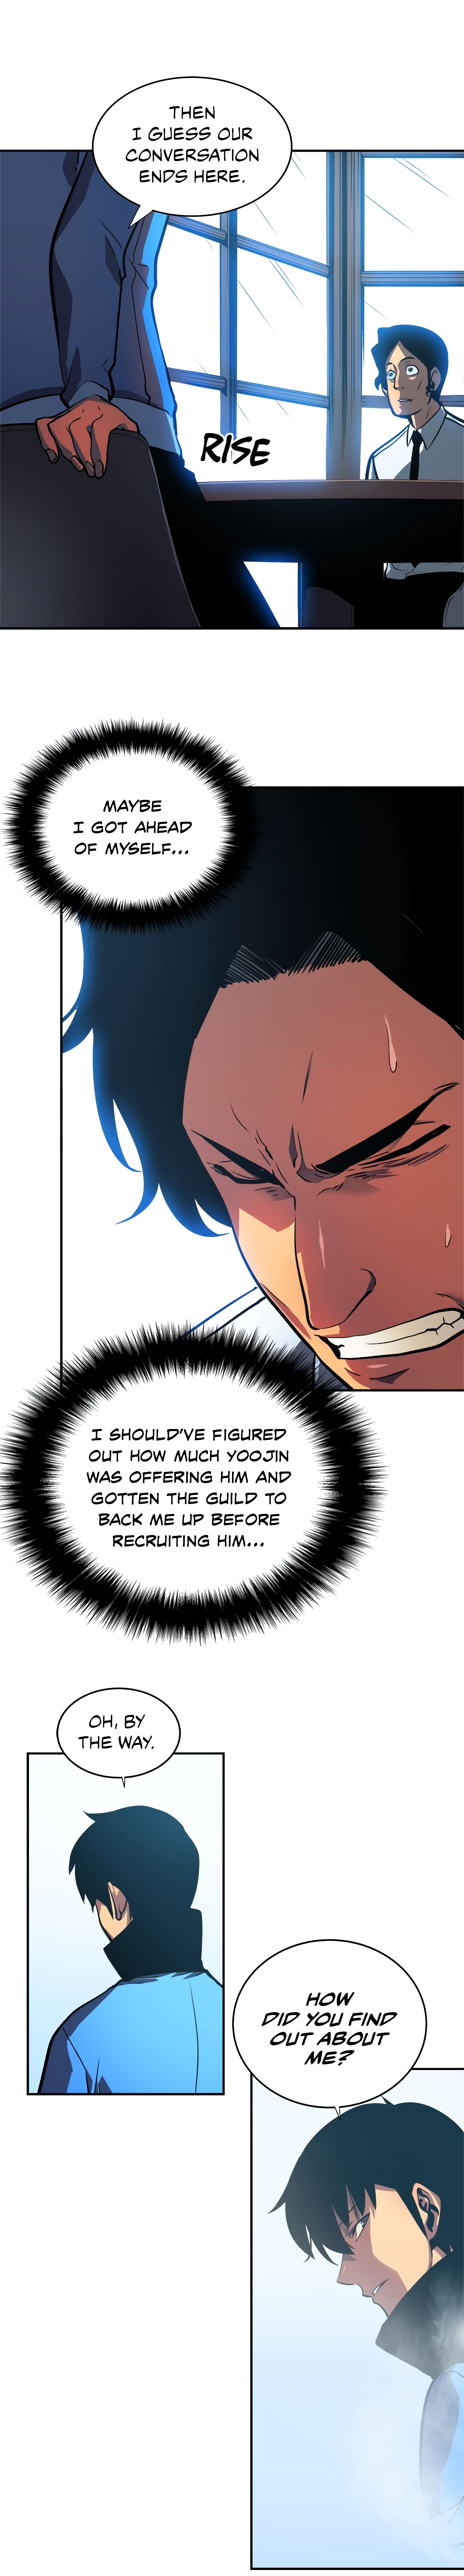 THEN
I GUESS OUR
CONVERSATION
ENDS HERE.
RISE
MAYBE
I GOT AHEAD
OF MYSELF...
I SHOULD'VE FIGURED
OUT HOW MUCH YOOJIN
WAS OFFERING HIM AND
GOTTEN THE GUILD TO
BACK ME UP BEFORE
RECRUITING HIM...
OH, BY
THE WAY.
HOW
DID YOU FIND
OUT ABOUT
ME?